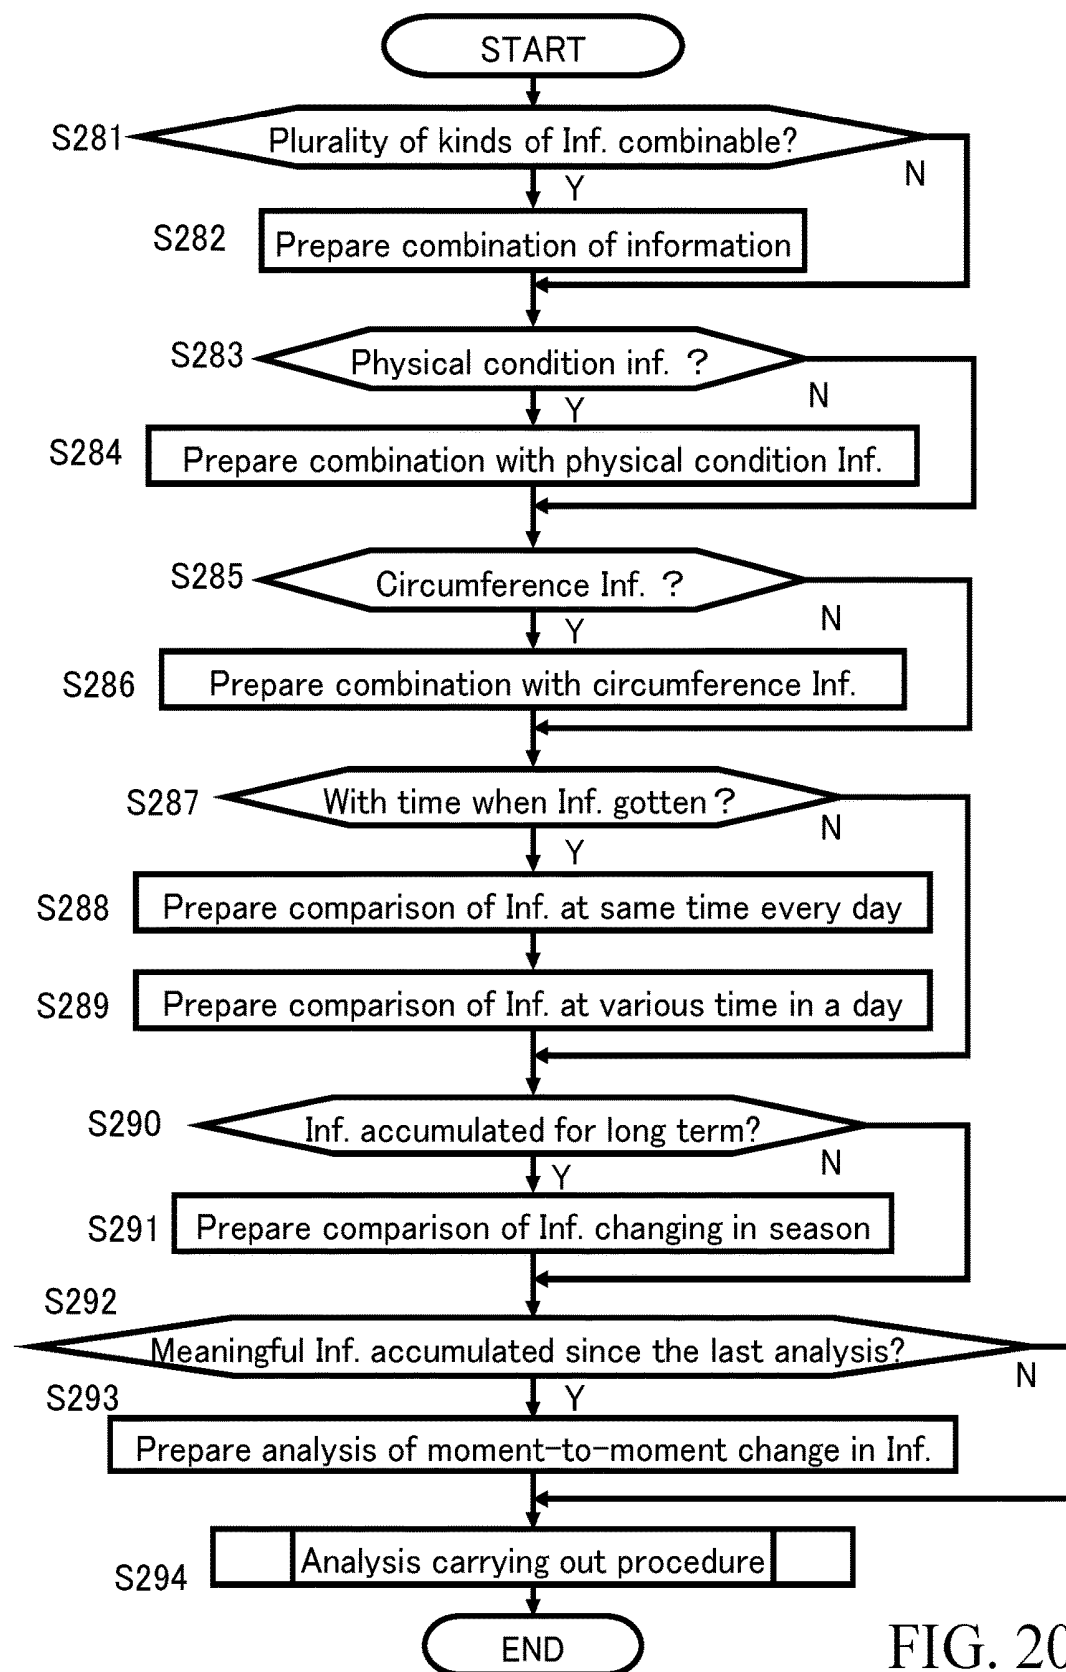 START
S281
Plurality of kinds of Inf. combinable?
N
Y
S282
Prepare combination of information
S283
Physical condition inf. ?
N
Y
S284
Prepare combination with physical condition Inf.
S285
Circumference Inf. ?
N
Y
S286
Prepare combination with circumference Inf.
S287
With time when Inf. gotten?
N
Y
S288
Prepare comparison of Inf. at same time every day
S289
Prepare comparison of Inf. at various time in a day
S290
Inf. accumulated for long term?
N
Y
S291
Prepare comparison of Inf. changing in season
S292
Meaningful Inf. accumulated since the last analysis?
N
Y
S293
Prepare analysis of moment-to-moment change in Inf.
S294
Analysis carrying out procedure
END
FIG. 20